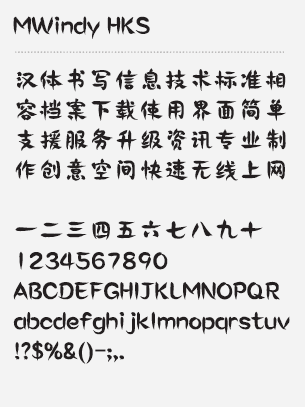 MWindy HKS
汉体书写信息技术标准相
容档案下载使用界面简单
支援服务升级资讯专业制
作创意空间快速无线上网
一二三四五六七八九十
1234567890
ABCDEFGHIJKLMNOPQR
abcdefghijklmnopqrstuv
!?$%&()-;,.